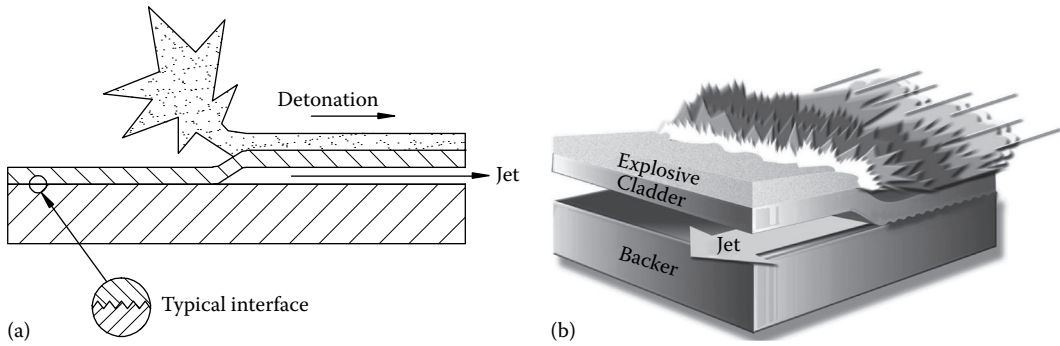 Detonation
Jet
Typical interface
(a)
Explosive
Cladder
Jet
Backer
(b)